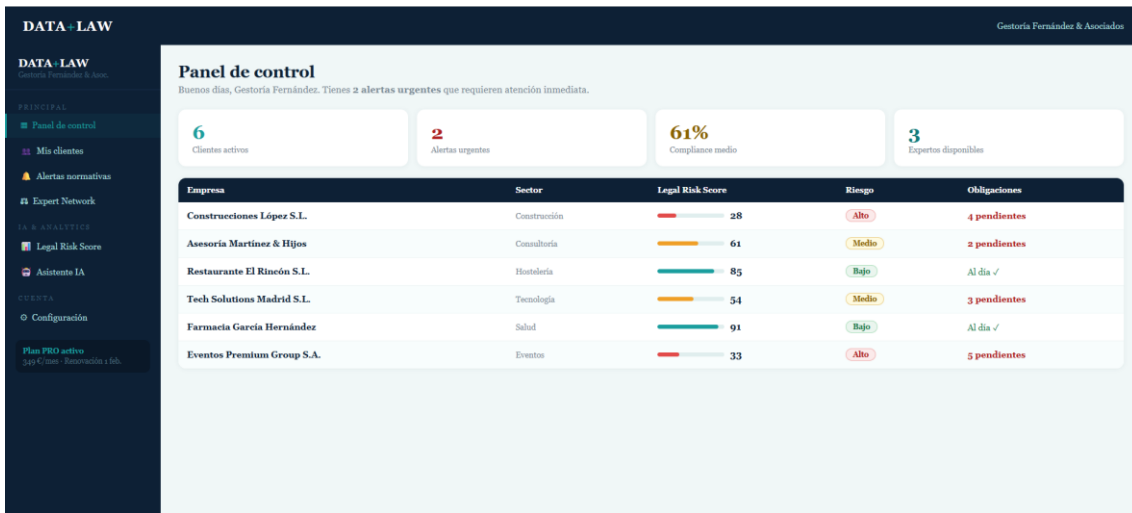 DATA+LAW
Gestoría Fernández & Asociados
DATA+LAW
Gestoría Fernández & Asoc.
PRINCIPAL
Panel de control
Mis clientes
Alertas normativas
Expert Network
IA & ANALYTICS
Legal Risk Score
Asistente IA
CUENTA
Configuración
Plan PRO activo
349 €/mes · Renovación 1 feb.
Panel de control
Buenos días, Gestoría Fernández. Tienes 2 alertas urgentes que requieren atención inmediata.
6
Clientes activos
2
Alertas urgentes
61%
Compliance medio
3
Expertos disponibles
Empresa Sector Legal Risk Score Riesgo Obligaciones
Construcciones López S.L. Construcción 28 Alto 4 pendientes
Asesoría Martínez & Hijos Consultoría 61 Medio 2 pendientes
Restaurante El Rincón S.L. Hostelería 85 Bajo Al día ✓
Tech Solutions Madrid S.L. Tecnología 54 Medio 3 pendientes
Farmacia García Hernández Salud 91 Bajo Al día ✓
Eventos Premium Group S.A. Eventos 33 Alto 5 pendientes